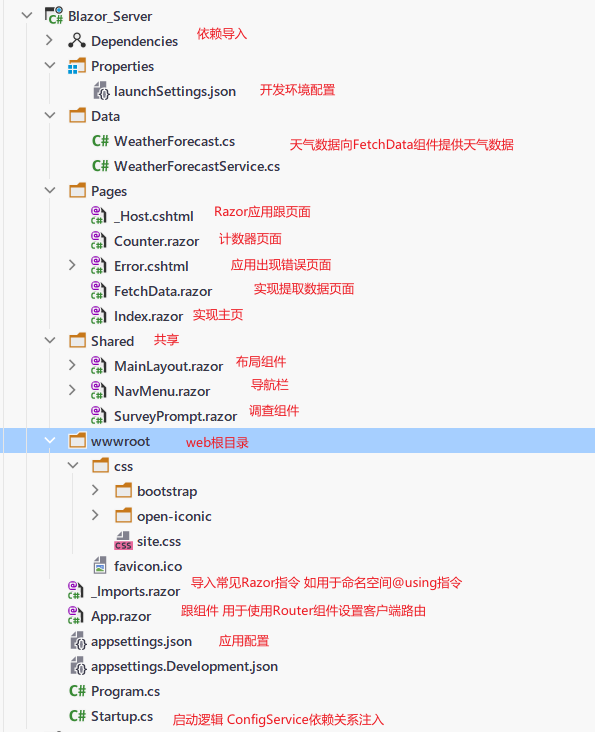 Blazor_Server
Dependencies 依赖导入
Properties
launchSettings.json 开发环境配置
Data
WeatherForecast.cs 天气数据向FetchData组件提供天气数据
WeatherForecastService.cs
Pages
_Host.cshtml Razor应用跟页面
Counter.razor 计数器页面
Error.cshtml 应用出现错误页面
FetchData.razor 实现提取数据页面
Index.razor 实现主页
Shared 共享
MainLayout.razor 布局组件
NavMenu.razor 导航栏
SurveyPrompt.razor 调查组件
wwwroot web根目录
css
bootstrap
open-iconic
site.css
favicon.ico
_Imports.razor 导入常见Razor指令 如用于命名空间@using指令
App.razor 跟组件 用于使用Router组件设置客户端路由
appsettings.json 应用配置
appsettings.Development.json
Program.cs
Startup.cs 启动逻辑 ConfigService依赖关系注入